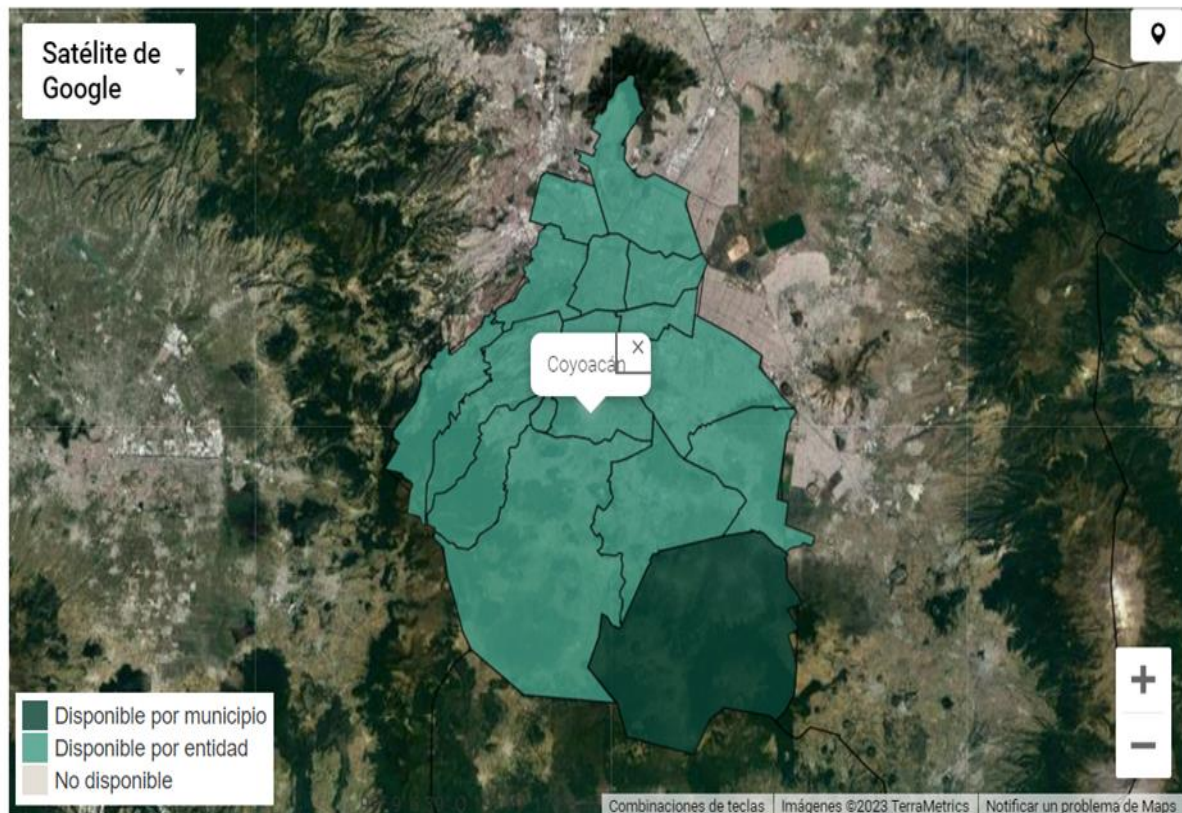 Satélite de
Google
Coyoacán
Disponible por municipio
Disponible por entidad
No disponible
Combinaciones de teclas
Imágenes ©2023 TerraMetrics
Notificar un problema de Maps